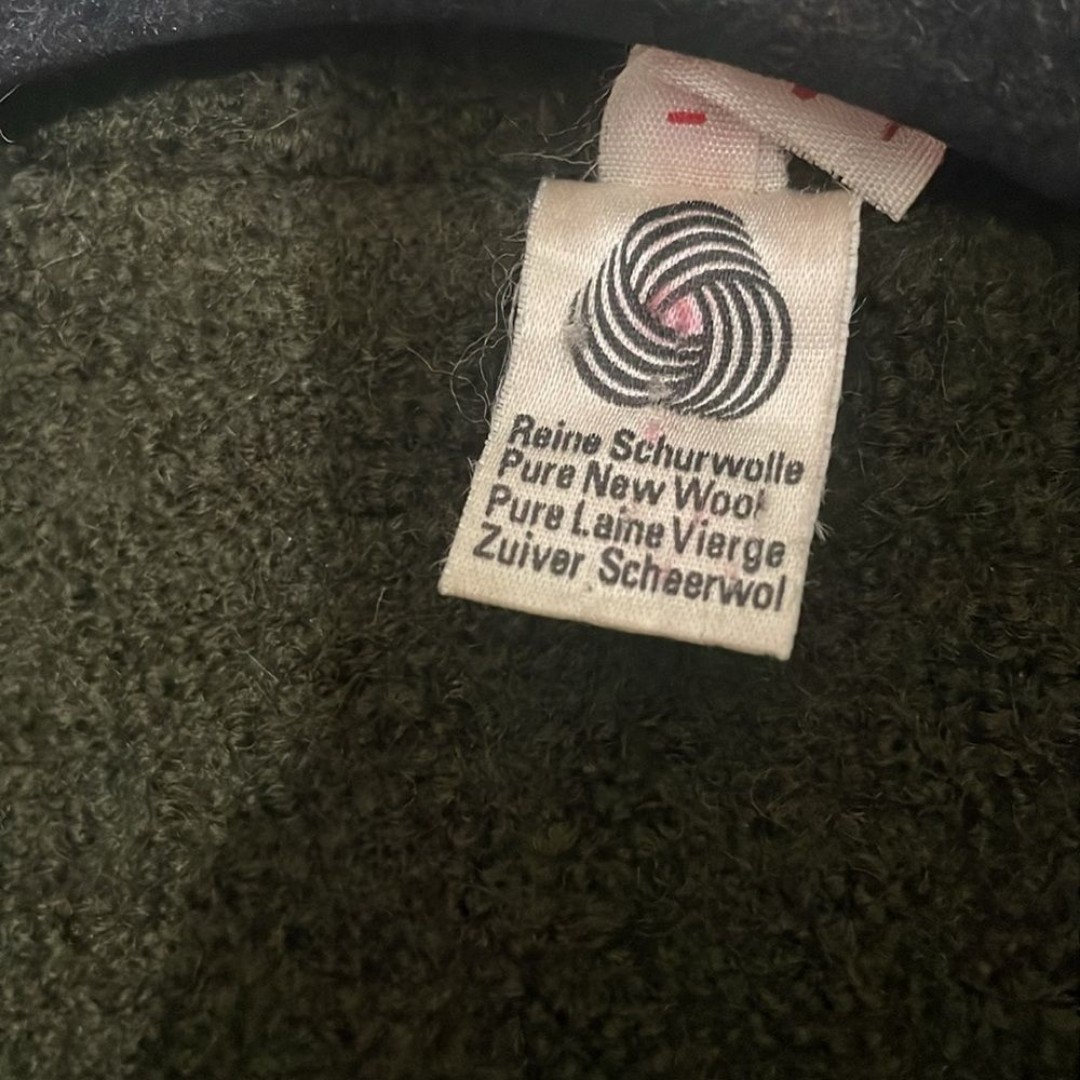 Reine Schurwolle
Pure New Wool
Pure Laine Vierge
Zuiver Scheerwol